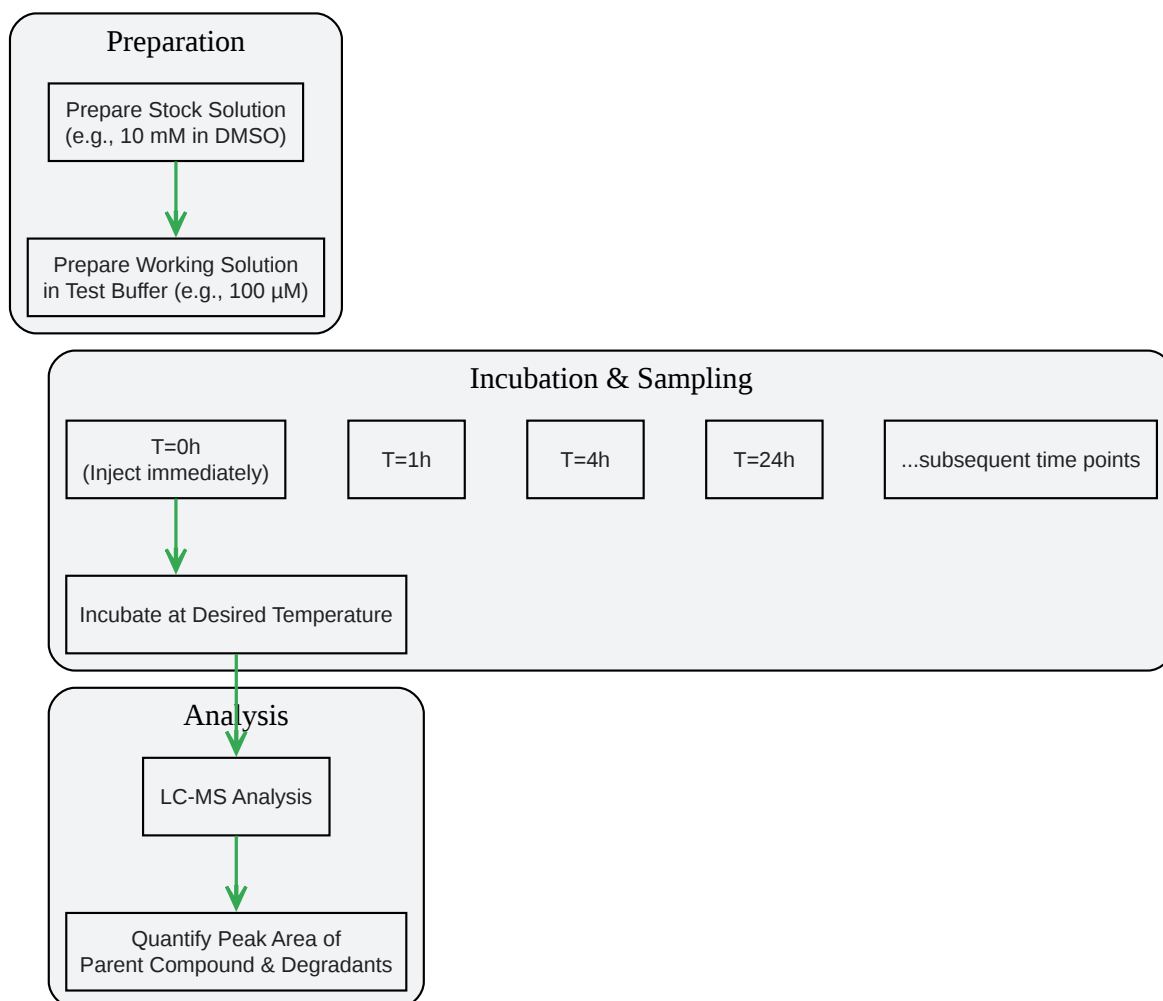 Preparation
Prepare Stock Solution
(e.g., 10 mM in DMSO)
Prepare Working Solution
in Test Buffer (e.g., 100 µM)
Incubation & Sampling
T=0h
(Inject immediately)
T=1h
T=4h
T=24h
...subsequent time points
Incubate at Desired Temperature
Analysis
LC-MS Analysis
Quantify Peak Area of
Parent Compound & Degradants